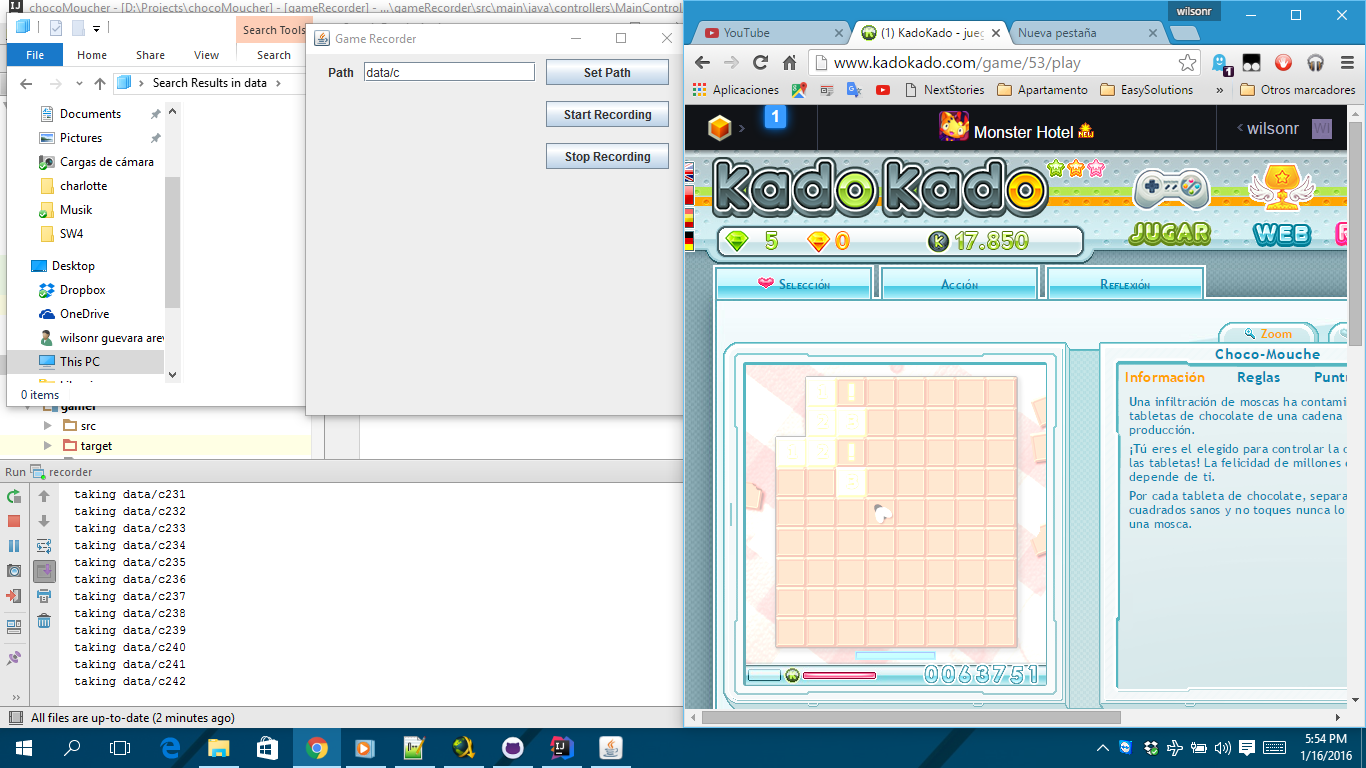 chocoMoucher - [D:\Projects\chocoMoucher] - [gameRecorder] - ...\gameRecorder\src\main\java\controllers\MainControl
Search Tools
File
Home
Share
View
Search
Search Results in data
Documents
Pictures
Cargas de cámara
charlotte
Musik
SW4
Desktop
Dropbox
OneDrive
wilsonr guevara arev
This PC
0 items
Game Recorder
Path
data/c
Set Path
Start Recording
Stop Recording
src
target
Run
recorder
taking data/c231
taking data/c232
taking data/c233
taking data/c234
taking data/c235
taking data/c236
taking data/c237
taking data/c238
taking data/c239
taking data/c240
taking data/c241
taking data/c242
All files are up-to-date (2 minutes ago)
wilsonr
YouTube
(1) KadoKado - jueg
Nueva pestaña
www.kadokado.com/game/53/play
1
Aplicaciones
NextStories
Apartamento
EasySolutions
»
Otros marcadores
1
Monster Hotel
NEW
wilsonr
WI
kadokado
JUGAR
WEB
5
0
K
17.850
Selección
Acción
Reflexión
Zoom
Choco-Mouche
Información
Reglas
Puntu
Una infiltración de moscas ha contami
tabletas de chocolate de una cadena
producción.
¡Tú eres el elegido para controlar la c
las tabletas! La felicidad de millones
depende de ti.
Por cada tableta de chocolate, separa
cuadrados sanos y no toques nunca lo
una mosca.
0063751
5:54 PM
1/16/2016